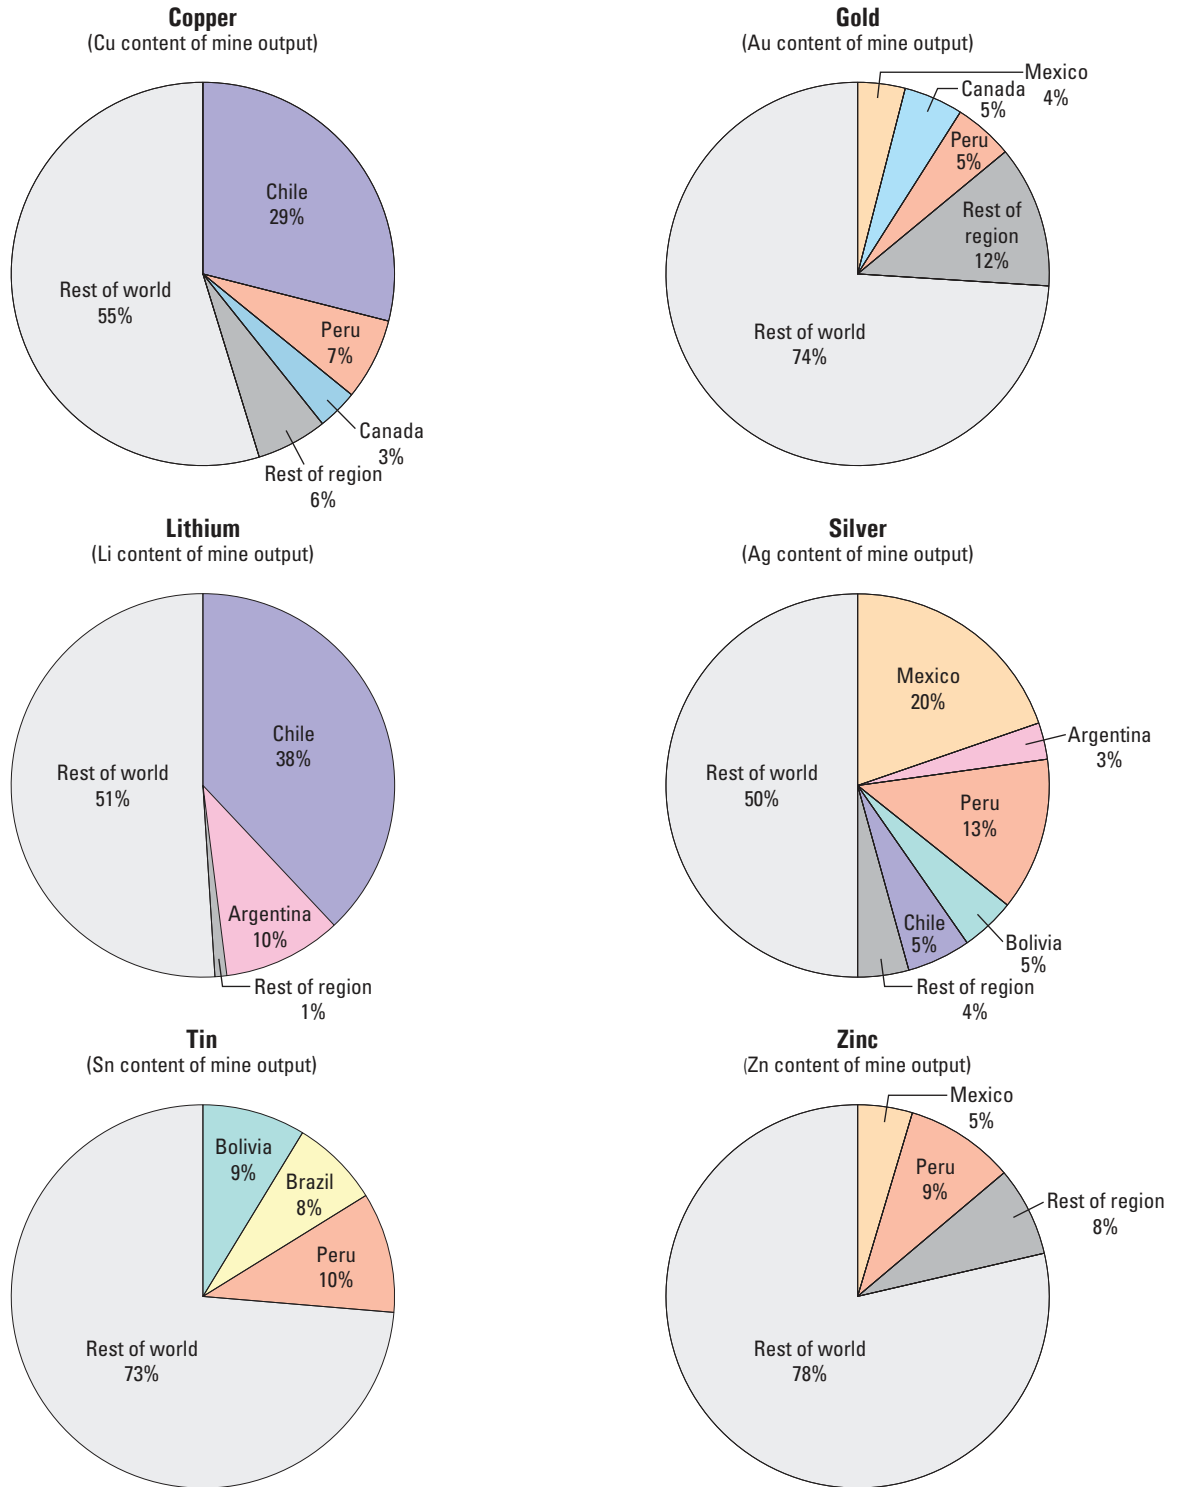 Copper
(Cu content of mine output)
Chile
29%
Rest of world
55%
Peru
7%
Canada
3%
Rest of region
6%
Gold
(Au content of mine output)
Mexico
4%
Canada
5%
Peru
5%
Rest of
region
12%
Rest of world
74%
Lithium
(Li content of mine output)
Chile
38%
Rest of world
51%
Argentina
10%
Rest of region
1%
Silver
(Ag content of mine output)
Mexico
20%
Argentina
3%
Rest of world
50%
Peru
13%
Chile
5%
Bolivia
5%
Rest of region
4%
Tin
(Sn content of mine output)
Bolivia
9%
Brazil
8%
Peru
10%
Rest of world
73%
Zinc
(Zn content of mine output)
Mexico
5%
Peru
9%
Rest of region
8%
Rest of world
78%